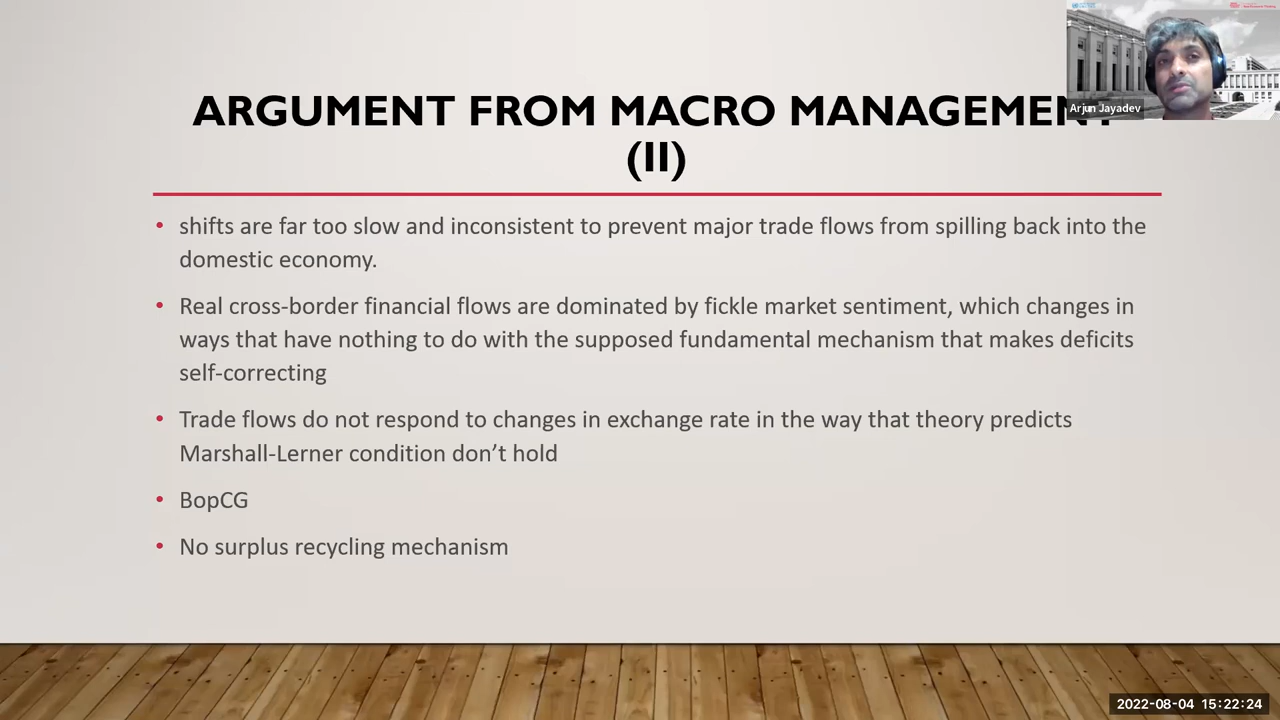 ARGUMENT FROM MACRO MANAGEMENT
(II)
Arjun Jayadev
• shifts are far too slow and inconsistent to prevent major trade flows from spilling back into the
domestic economy.
• Real cross-border financial flows are dominated by fickle market sentiment, which changes in
ways that have nothing to do with the supposed fundamental mechanism that makes deficits
self-correcting
• Trade flows do not respond to changes in exchange rate in the way that theory predicts
Marshall-Lerner condition don’t hold
• BopCG
• No surplus recycling mechanism
2022-08-04 15:22:24